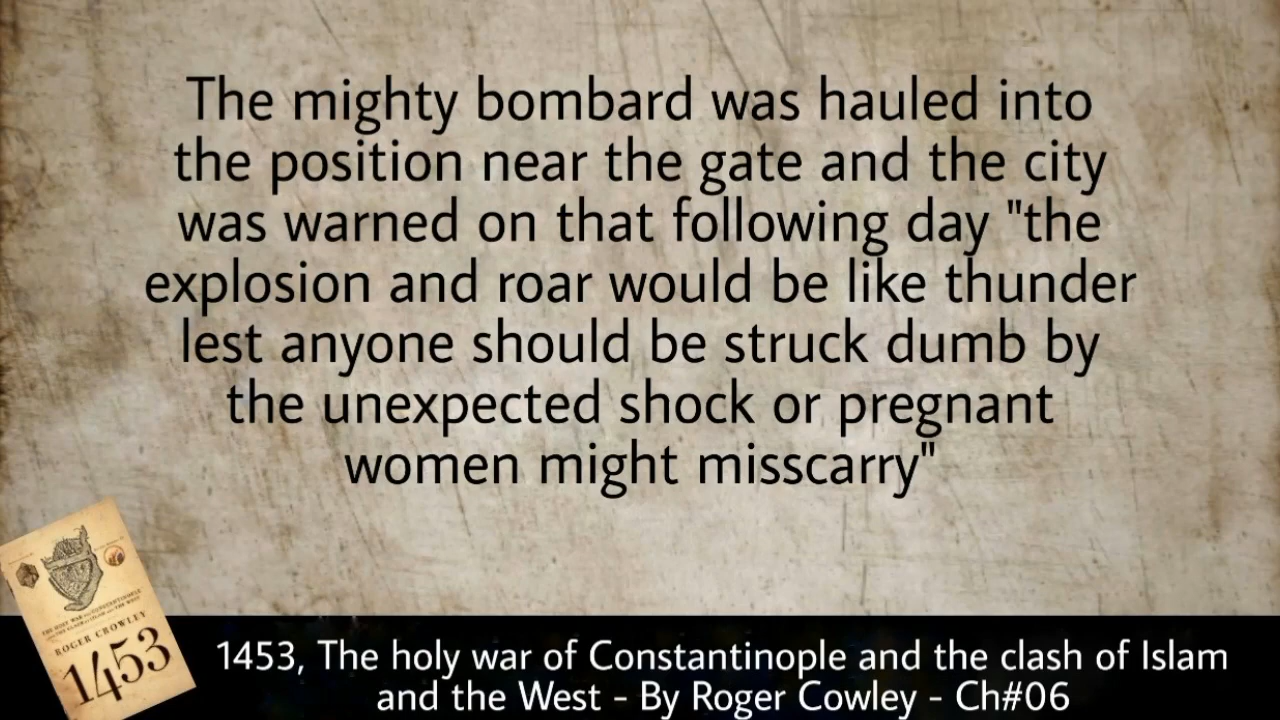 The mighty bombard was hauled into
the position near the gate and the city
was warned on that following day "the
explosion and roar would be like thunder
lest anyone should be struck dumb by
the unexpected shock or pregnant
women might misscarry"
ROGER CROWLEY
1453
1453, The holy war of Constantinople and the clash of Islam
and the West - By Roger Cowley - Ch#06